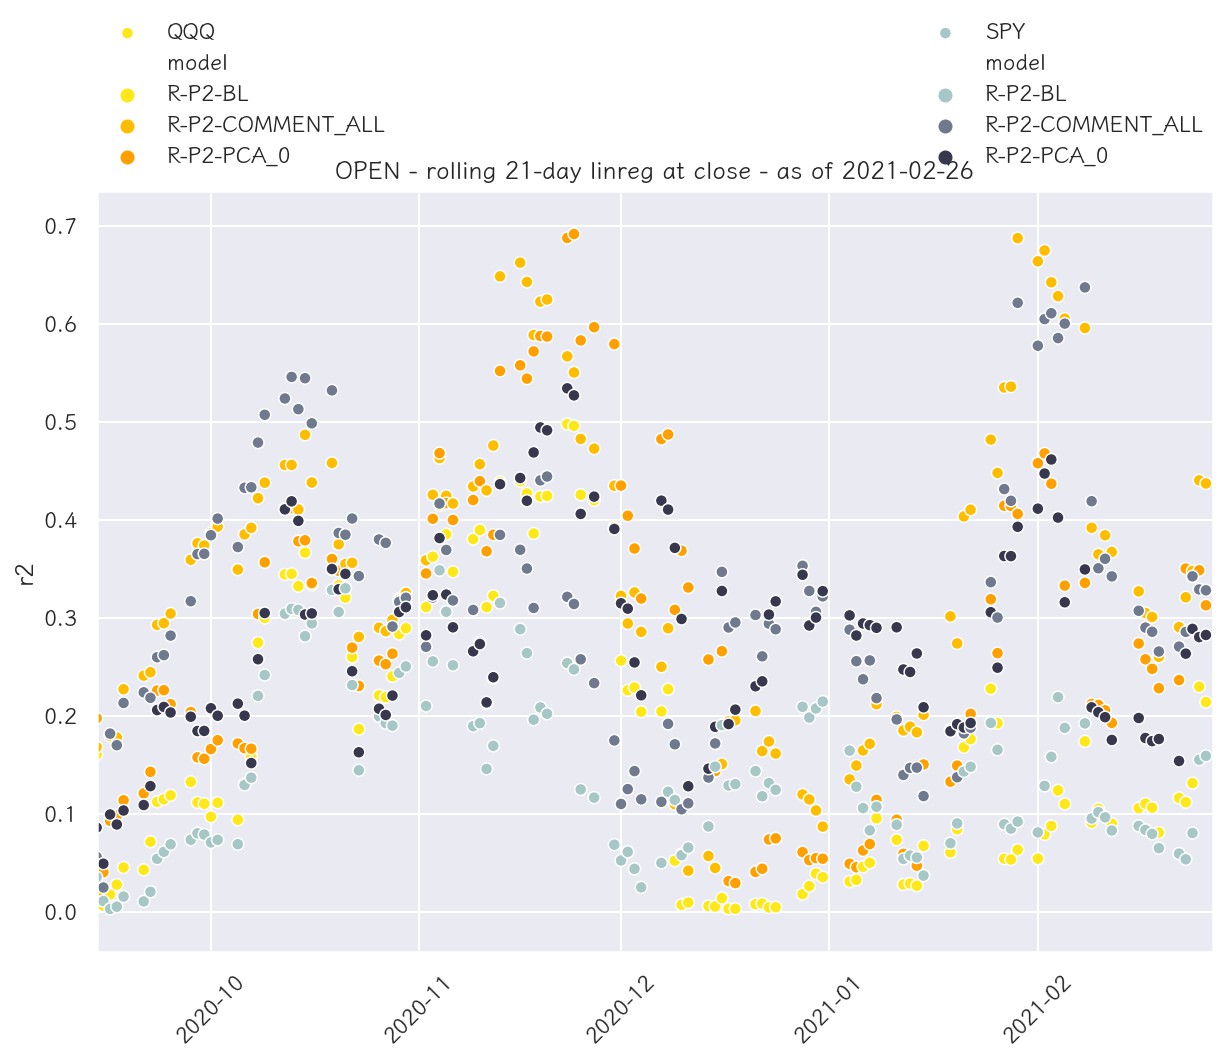 QQQ
model
R-P2-BL
R-P2-COMMENT_ALL
R-P2-PCA_0
SPY
model
R-P2-BL
R-P2-COMMENT_ALL
R-P2-PCA_0
OPEN - rolling 21-day linreg at close - as of 2021-02-26
0.7
0.6
0.5
0.4
0.3
0.2
0.1
0.0
r2
2020-10
2020-11
2020-12
2021-01
2021-02